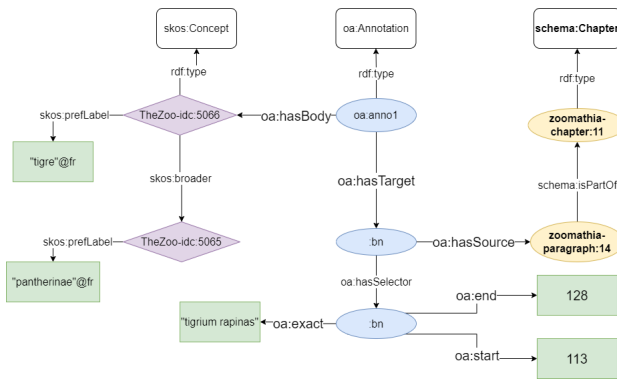 skos:Concept
oa:Annotation
schema:Chapter
rdf:type
rdf:type
rdf:type
skos:prefLabel
TheZoo-idc:5066
oa:hasBody
oa:anno1
zoomathia-
chapter:11
"tigre"@fr
skos:broader
oa:hasTarget
schema:isPartOf
skos:prefLabel
TheZoo-idc:5065
:bn
oa:hasSource
zoomathia-
paragraph:14
"pantherinae"@fr
oa:hasSelector
oa:end
128
"tigrium rapinas"
oa:exact
:bn
oa:start
113